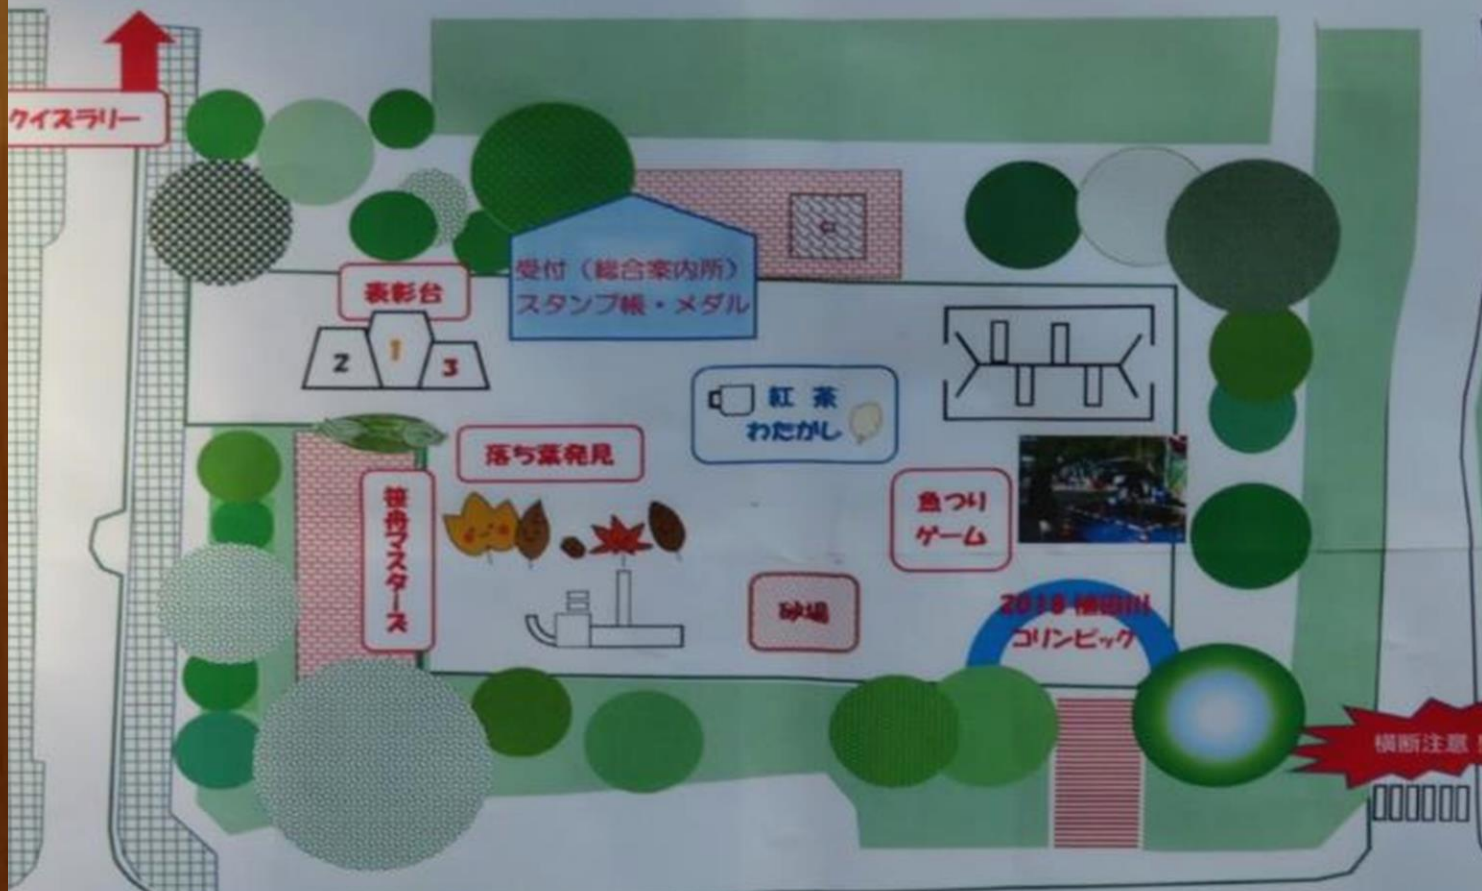 クイズラリー
受付（総合案内所）
スタンプ帳・メダル
表彰台
1
2
3
紅茶
わたがし
落ち葉発見
笹舟マスターズ
魚つり
ゲーム
砂場
2018
コリンピック
横断注意！